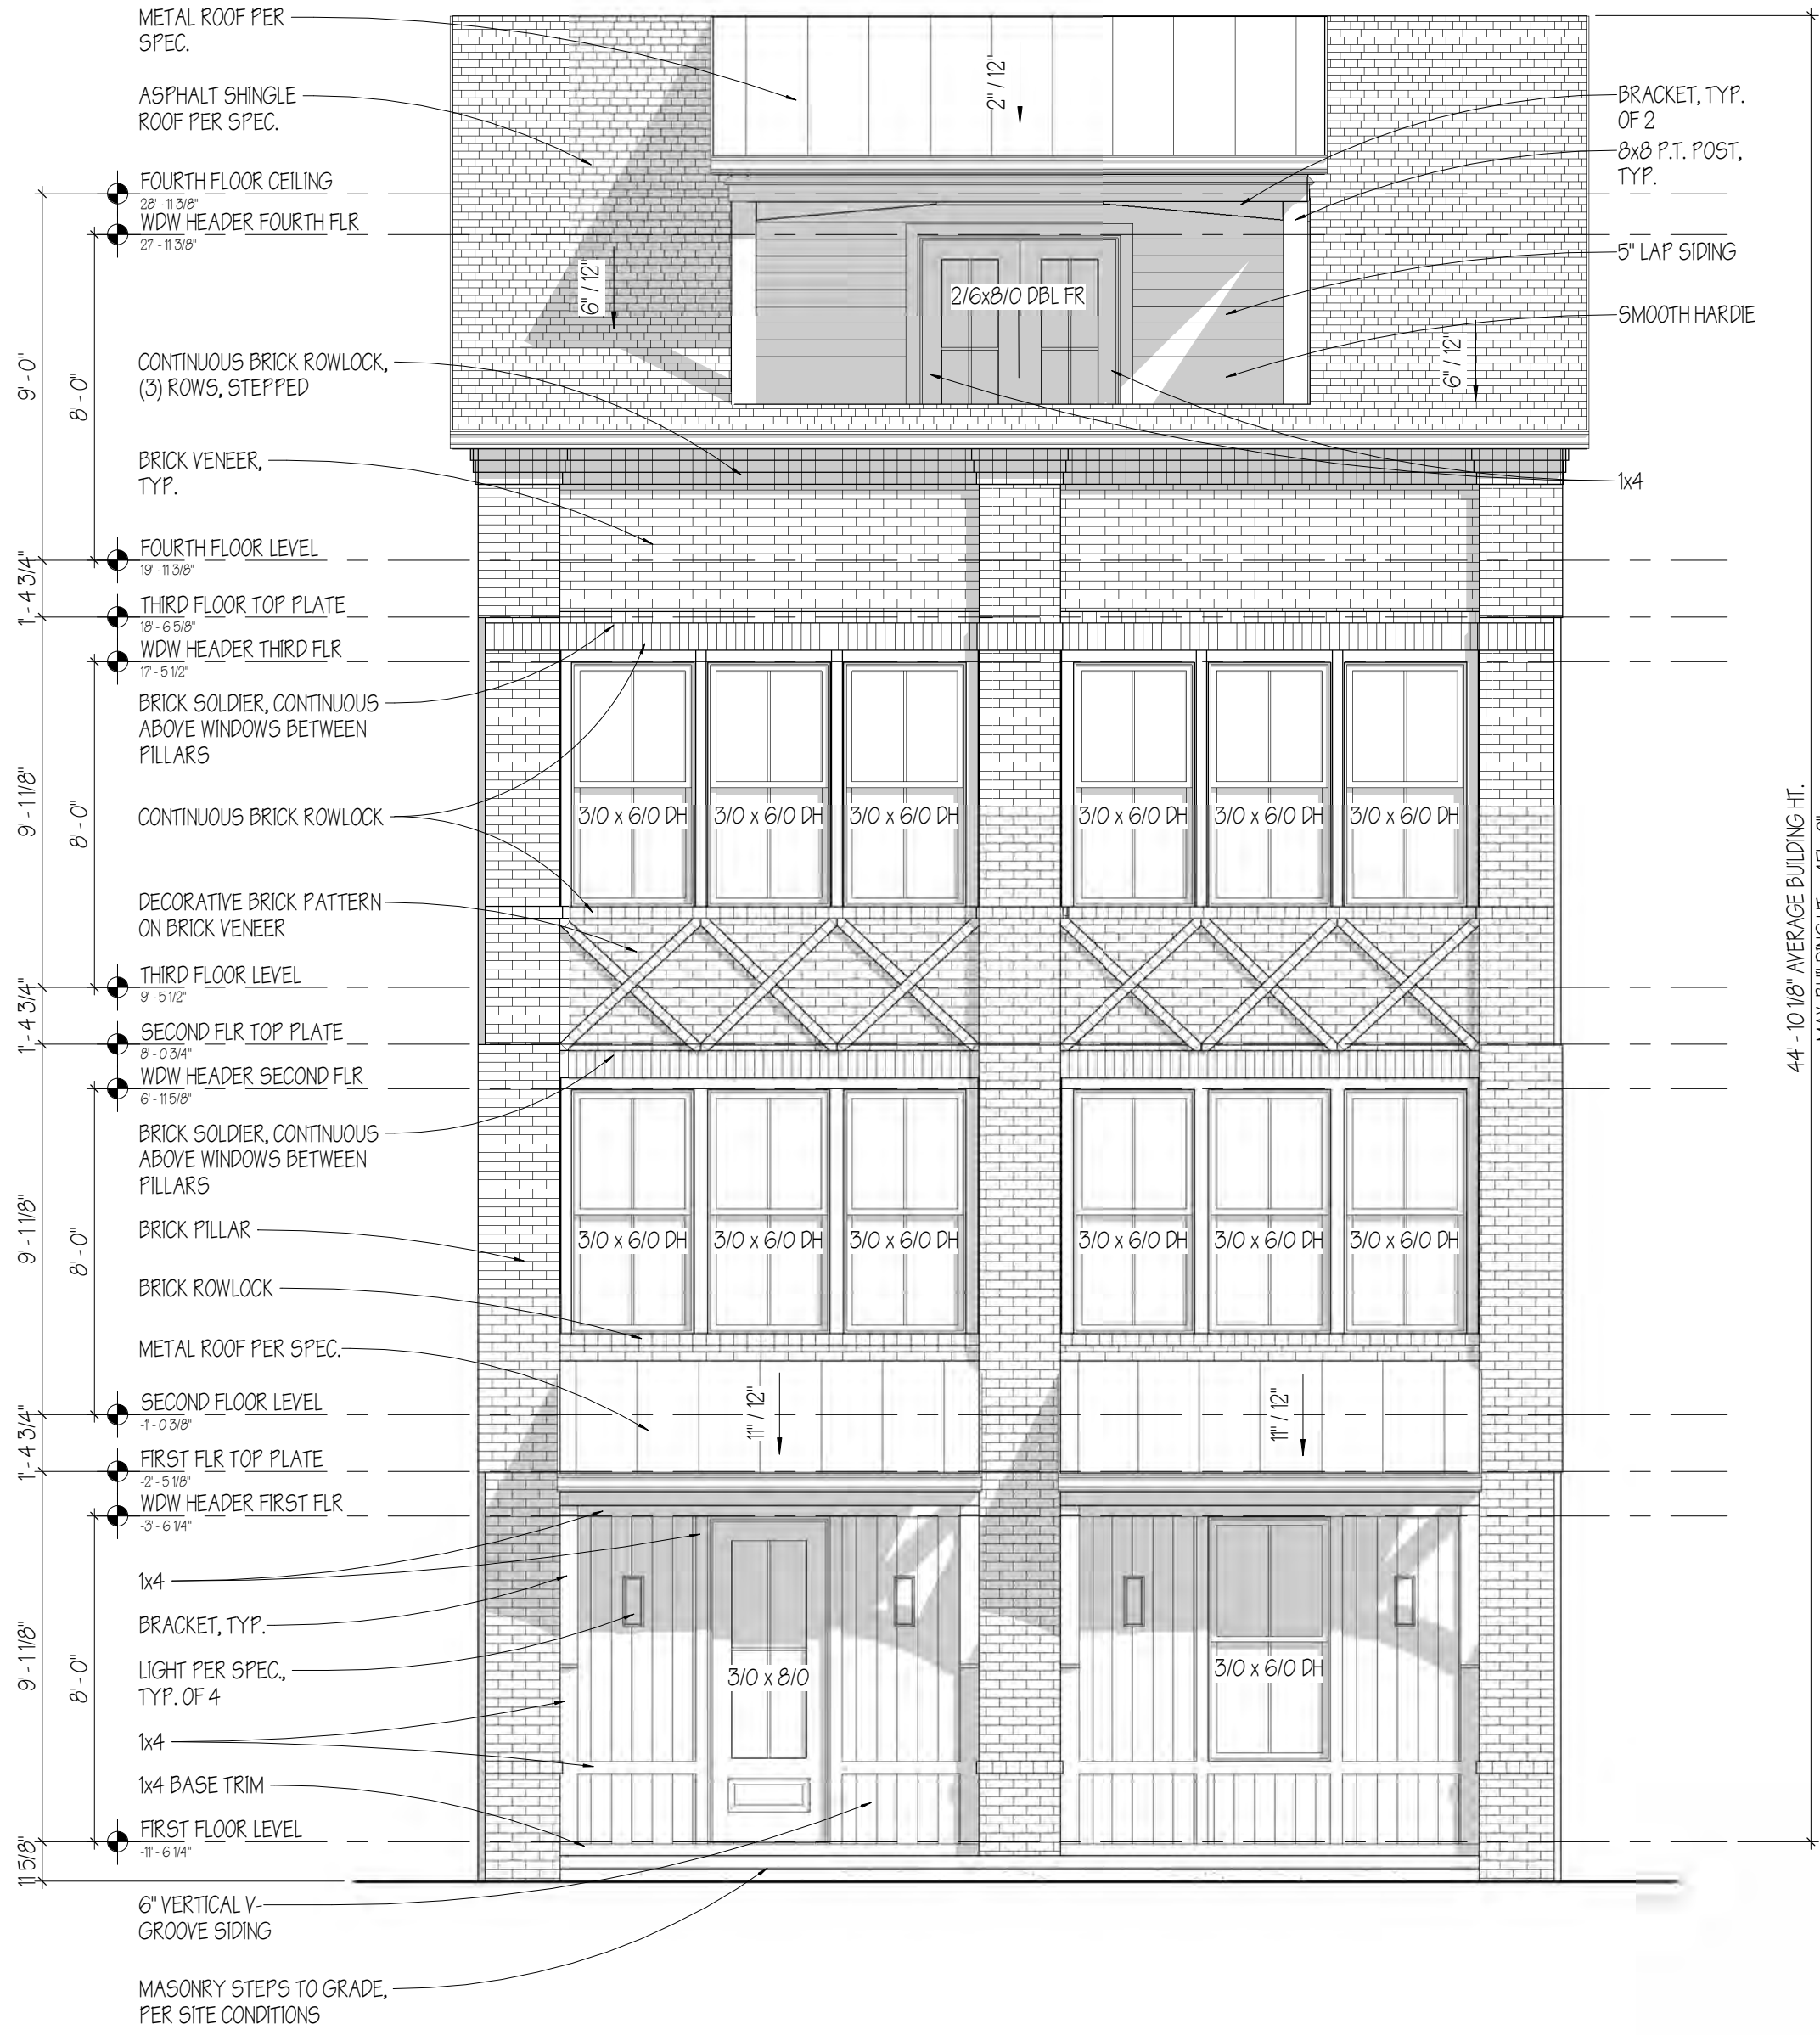 METAL ROOF PER
SPEC.
ASPHALT SHINGLE
ROOF PER SPEC.
FOURTH FLOOR CEILING
28' - 11 3/8"
WDW HEADER FOURTH FLR
27' - 11 3/8"
CONTINUOUS BRICK ROWLOCK,
(3) ROWS, STEPPED
BRICK VENEER,
TYP.
FOURTH FLOOR LEVEL
19' - 11 3/8"
THIRD FLOOR TOP PLATE
18' - 6 5/8"
WDW HEADER THIRD FLR
17' - 5 1/2"
BRICK SOLDIER, CONTINUOUS
ABOVE WINDOWS BETWEEN
PILLARS
CONTINUOUS BRICK ROWLOCK
DECORATIVE BRICK PATTERN
ON BRICK VENEER
THIRD FLOOR LEVEL
9' - 5 1/2"
SECOND FLR TOP PLATE
8' - 0 3/4"
WDW HEADER SECOND FLR
6' - 11 5/8"
BRICK SOLDIER, CONTINUOUS
ABOVE WINDOWS BETWEEN
PILLARS
BRICK PILLAR
BRICK ROWLOCK
METAL ROOF PER SPEC.
SECOND FLOOR LEVEL
-1' - 0 3/8"
FIRST FLR TOP PLATE
-2' - 5 1/8"
WDW HEADER FIRST FLR
-3' - 6 1/4"
1x4
BRACKET, TYP.
LIGHT PER SPEC.,
TYP. OF 4
1x4
1x4 BASE TRIM
FIRST FLOOR LEVEL
-11' - 6 1/4"
6" VERTICAL V-
GROOVE SIDING
MASONRY STEPS TO GRADE,
PER SITE CONDITIONS
9' - 0"
8' - 0"
1' - 4 3/4"
9' - 1 1/8"
8' - 0"
1' - 4 3/4"
9' - 1 1/8"
8' - 0"
1' - 4 3/4"
9' - 1 1/8"
8' - 0"
11 5/8"
2" / 12"
6" / 12"
2/6x8/0 DBL FR
6" / 12"
3/0 x 6/0 DH
3/0 x 6/0 DH
3/0 x 6/0 DH
3/0 x 6/0 DH
3/0 x 6/0 DH
3/0 x 6/0 DH
3/0 x 6/0 DH
3/0 x 6/0 DH
3/0 x 6/0 DH
3/0 x 6/0 DH
3/0 x 6/0 DH
3/0 x 6/0 DH
11" / 12"
11" / 12"
3/0 x 8/0
3/0 x 6/0 DH
BRACKET, TYP.
OF 2
8x8 P.T. POST,
TYP.
5" LAP SIDING
SMOOTH HARDIE
1x4
44' - 10 1/8" AVERAGE BUILDING HT.